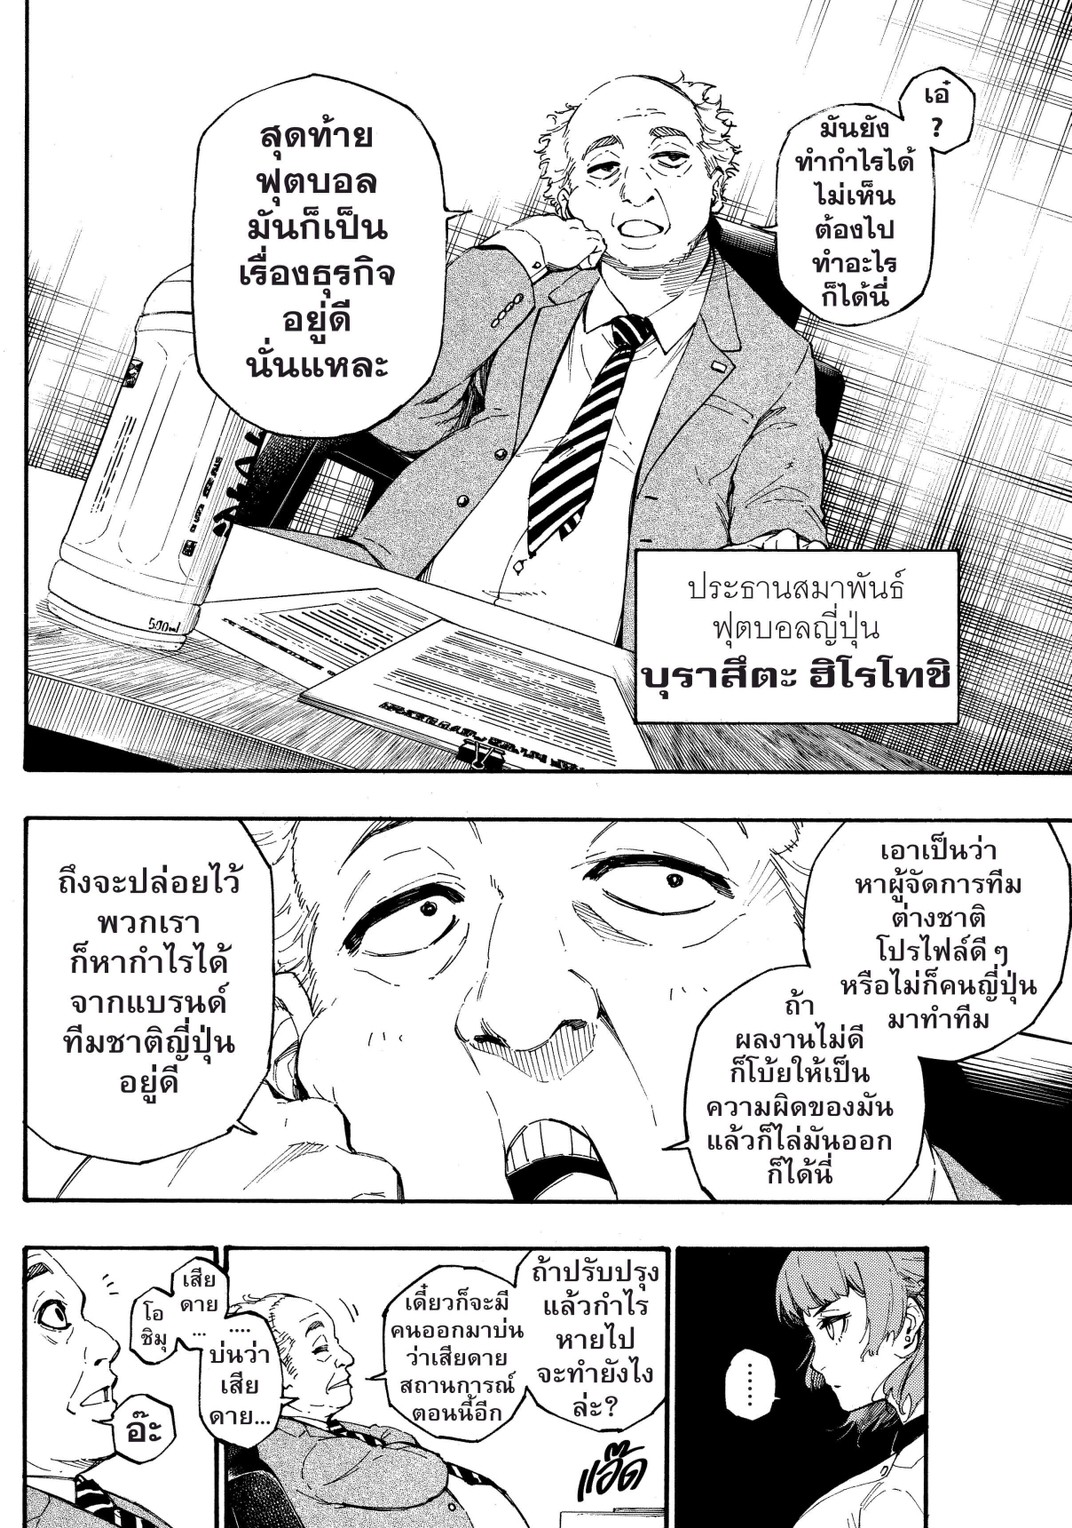 เอ๋
?
มันยัง
ทำกำไรได้
ไม่เห็น
ต้องไป
ทำอะไร
ก็ได้นี่
สุดท้าย
ฟุตบอล
มันก็เป็น
เรื่องธุรกิจ
อยู่ดี
นั่นแหละ
500ml
ประธานสมาพันธ์
ฟุตบอลญี่ปุ่น
บุราสึตะ ฮิโรโทชิ
เอาเป็นว่า
หาผู้จัดการทีม
ต่างชาติ
โปรไฟล์ดีๆ
หรือไม่ก็คนญี่ปุ่น
มาทำทีม
ถ้า
ผลงานไม่ดี
ก็โบ้ยให้เป็น
ความผิดของมัน
แล้วก็ไล่มันออก
ก็ได้นี่
ถึงจะปล่อยไว้
พวกเรา
ก็หากำไรได้
จากแบรนด์
ทีมชาติญี่ปุ่น
อยู่ดี
......
ถ้าปรับปรุง
แล้วกำไร
หายไป
จะทำยังไง
ล่ะ?
เดี๋ยวก็จะมี
คนออกมาบ่น
ว่าเสียดาย
สถานการณ์
ตอนนี้อีก
แอ๊ด
....
บ่นว่า
เสีย
ดาย...
เสีย
ดาย
...
โอ
ชิมุ
อ๊ะ